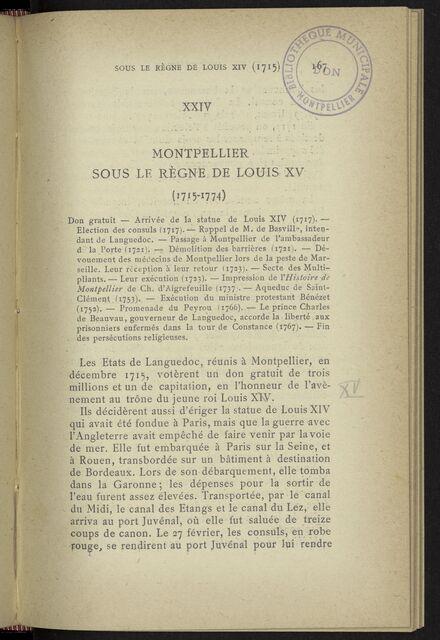 SOUS LE RÈGNE DE LOUIS XIV (1715) 167
BIBLIOTHEQUE MUNICIPALE
DON
MONTPELLIER
XXIV
MONTPELLIER
SOUS LE RÈGNE DE LOUIS XV
(1715-1774)
Don gratuit — Arrivée de la statue de Louis XIV (1717). —
Election des consuls (1717). — Rappel de M. de Basville, inten-
dant de Languedoc. — Passage à Montpellier de l'ambassadeur
d la Porte (1721). — Démolition des barrières (1721). — Dé-
vouement des médecins de Montpellier lors de la peste de Mar-
seille. Leur réception à leur retour (1723). — Secte des Multi-
pliants. — Leur exécution (1723). — Impression de l'Histoire de
Montpellier de Ch. d'Aigrefeuille (1737). — Aqueduc de Saint-
Clément (1753). — Exécution du ministre protestant Bénézet
(1752). — Promenade du Peyrou (1766). — Le prince Charles
de Beauvau, gouverneur de Languedoc, accorde la liberté aux
prisonniers enfermés dans la tour de Constance (1767). — Fin
des persécutions religieuses.
Les Etats de Languedoc, réunis à Montpellier, en
décembre 1715, votèrent un don gratuit de trois
millions et un de capitation, en l'honneur de l'avè-
nement au trône du jeune roi Louis XIV. XV
Ils décidèrent aussi d'ériger la statue de Louis XIV
qui avait été fondue à Paris, mais que la guerre avec
l'Angleterre avait empêché de faire venir par la voie
de mer. Elle fut embarquée à Paris sur la Seine, et
à Rouen, transbordée sur un bâtiment à destination
de Bordeaux. Lors de son débarquement, elle tomba
dans la Garonne ; les dépenses pour la sortir de
l'eau furent assez élevées. Transportée, par le canal
du Midi, le canal des Etangs et le canal du Lez, elle
arriva au port Juvénal, où elle fut saluée de treize
coups de canon. Le 27 février, les consuls, en robe
rouge, se rendirent au port Juvénal pour lui rendre